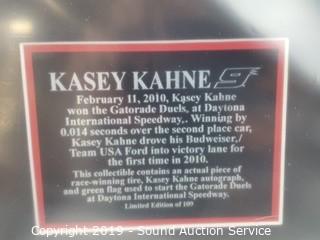 KASEY KAHNE 9
February 11, 2010, Kasey Kahne
won the Gatorade Duels, at Daytona
International Speedway,. Winning by
0.014 seconds over the second place car,
Kasey Kahne drove his Budweiser,/
Team USA Ford into victory lane for
the first time in 2010.
This collectible contains an actual piece of
race-winning tire, Kasey Kahne autograph,
and green flag used to start the Gatorade Duels
at Daytona International Speedway.
Limited Edition of 109
Copyright 2019 - Sound Auction Service